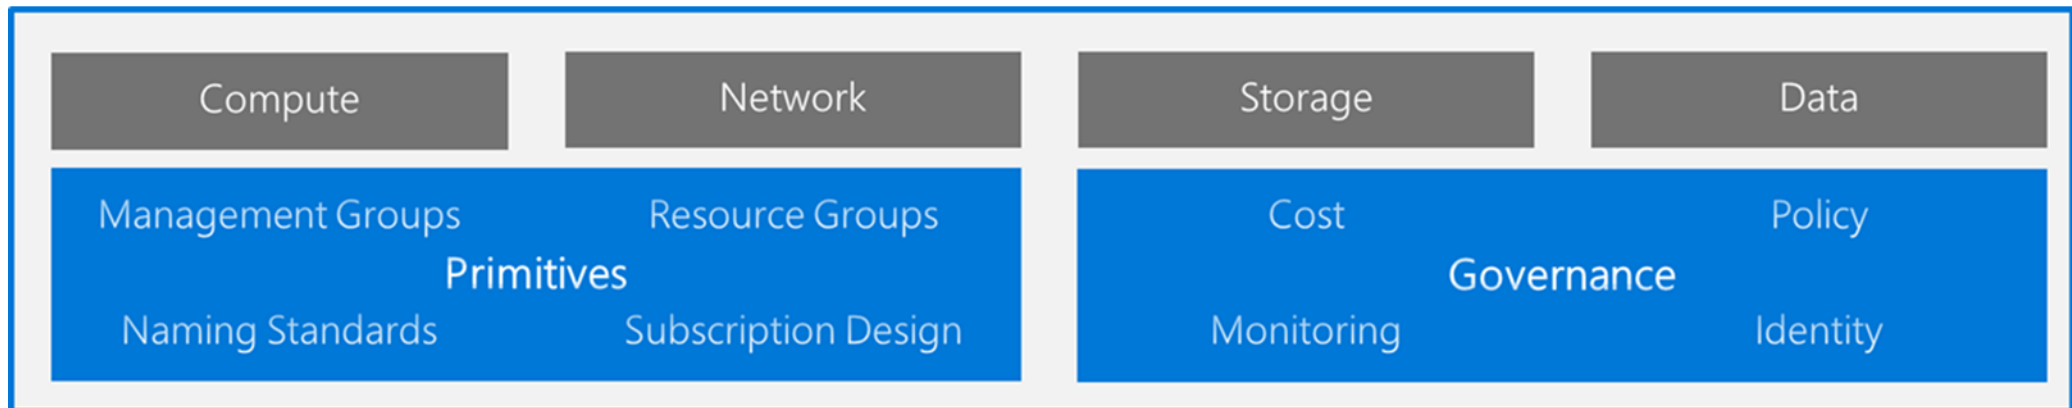 Compute
Network
Storage
Data
Management Groups
Resource Groups
Primitives
Naming Standards
Subscription Design
Cost
Policy
Governance
Monitoring
Identity